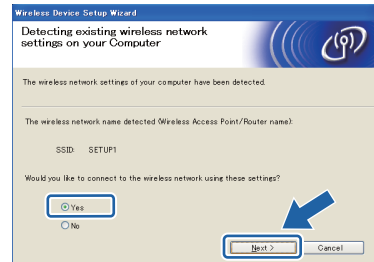 Wireless Device Setup Wizard
Detecting existing wireless network
settings on your Computer
The wireless network settings of your computer have been detected.
The wireless network name detected (Wireless Access Point/Router name):
SSID: SETUP1
Would you like to connect to the wireless network using these settings?
Yes
No
Next > Cancel